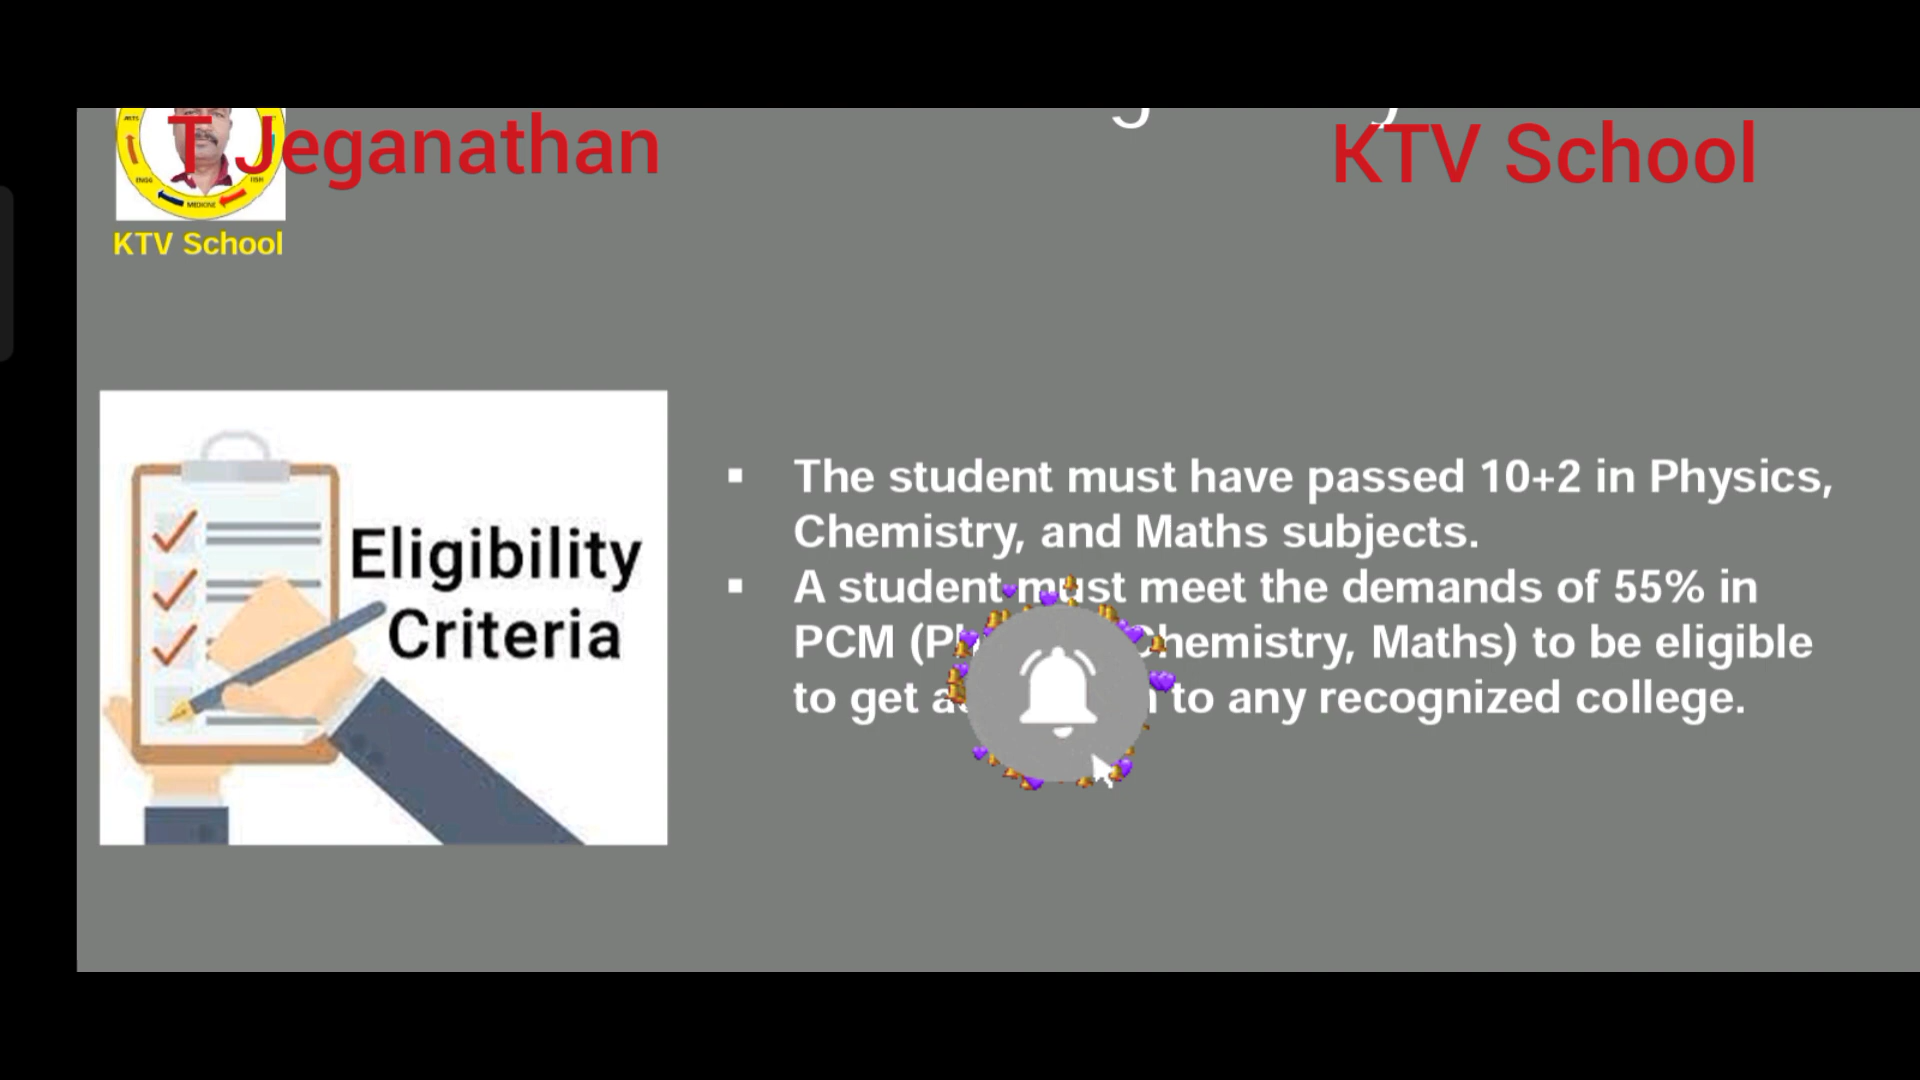 T Jeganathan
KTV School
MEDICINE
ENGG
KTV School
Eligibility
Criteria
▪ The student must have passed 10+2 in Physics,
Chemistry, and Maths subjects.
▪ A student must meet the demands of 55% in
PCM ( Chemistry, Maths) to be eligible
to get to any recognized college.